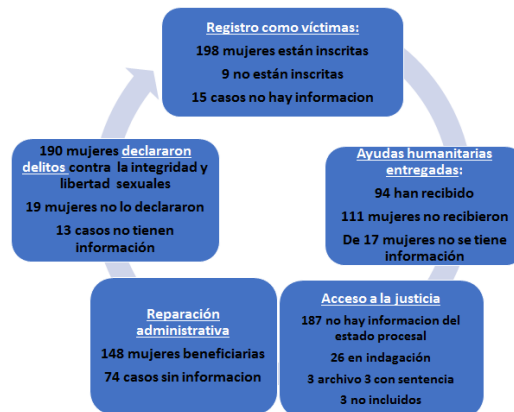 Registro como víctimas:
198 mujeres están inscritas
9 no están inscritas
15 casos no hay informacion
Ayudas humanitarias
entregadas:
94 han recibido
111 mujeres no recibieron
De 17 mujeres no se tiene
información
Acceso a la justicia
187 no hay informacion del
estado procesal
26 en indagación
3 archivo 3 con sentencia
3 no incluidos
Reparación
administrativa
148 mujeres beneficiarias
74 casos sin informacion
190 mujeres declararon
delitos contra la integridad y
libertad sexuales
19 mujeres no lo declararon
13 casos no tienen
información